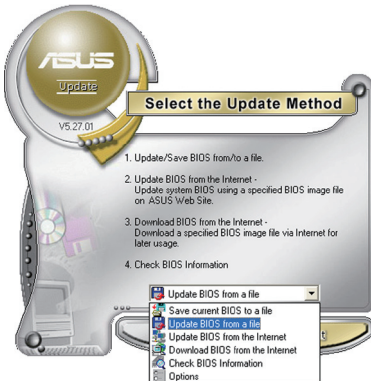 ASUS
Update
V5.27.01
Select the Update Method
1. Update/Save BIOS from/to a file.
2. Update BIOS from the Internet -
Update system BIOS using a specified BIOS image file
on ASUS Web Site.
3. Download BIOS from the Internet -
Download a specified BIOS image file via Internet for
later usage.
4. Check BIOS Information
Update BIOS from a file
Save current BIOS to a file
Update BIOS from a file
Update BIOS from the Internet
Download BIOS from the Internet
Check BIOS Information
Options